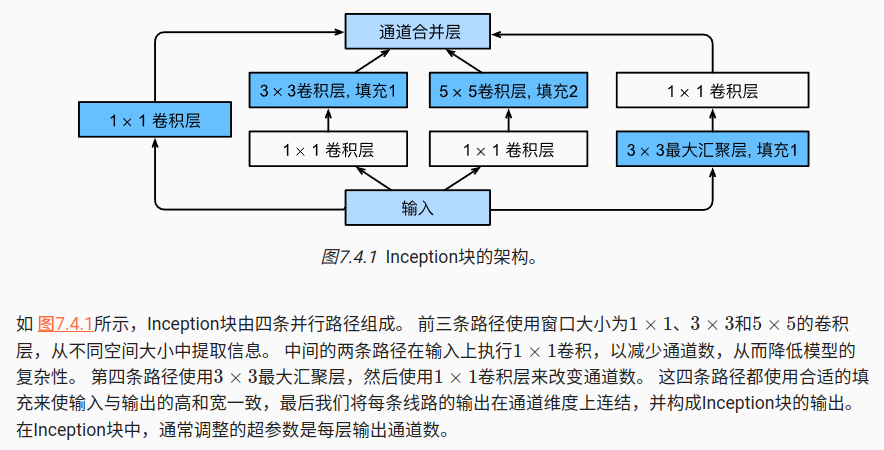 通道合并层
3 × 3卷积层, 填充1
5 × 5卷积层, 填充2
1 × 1 卷积层
1 × 1 卷积层
1 × 1 卷积层
1 × 1 卷积层
3 × 3最大汇聚层, 填充1
输入
图7.4.1 Inception块的架构。
如 图7.4.1所示，Inception块由四条并行路径组成。 前三条路径使用窗口大小为1 × 1、3 × 3和5 × 5的卷积
层，从不同空间大小中提取信息。 中间的两条路径在输入上执行1 × 1卷积，以减少通道数，从而降低模型的
复杂性。 第四条路径使用3 × 3最大汇聚层，然后使用1 × 1卷积层来改变通道数。 这四条路径都使用合适的填
充来使输入与输出的高和宽一致，最后我们将每条线路的输出在通道维度上连结，并构成Inception块的输出。
在Inception块中，通常调整的超参数是每层输出通道数。